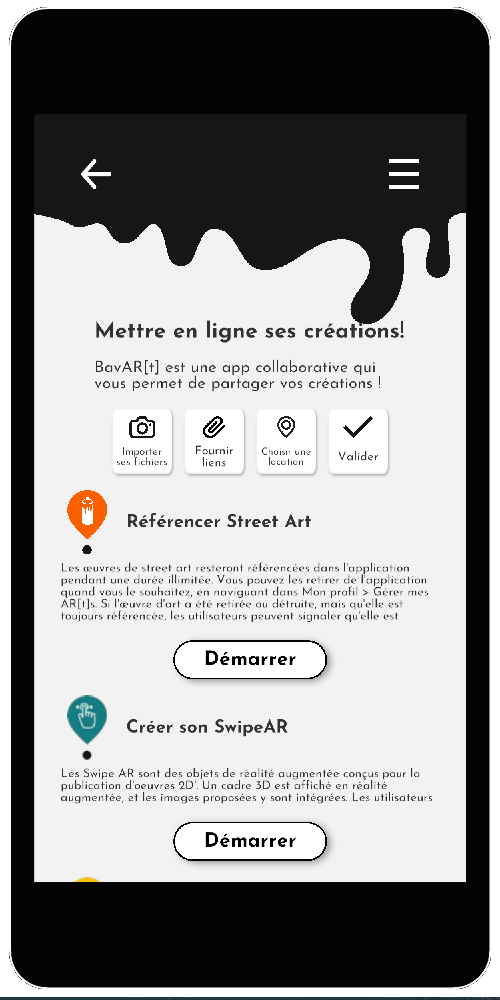 Mettre en ligne ses créations!
BavAR[t] est une app collaborative qui
vous permet de partager vos créations !
Importer
ses fichiers
Fournir
liens
Choisir une
location
Valider
Référencer Street Art
Les œuvres de street art resteront référencées dans l'application
pendant une durée illimitée. Vous pouvez les retirer de l'application
quand vous le souhaitez, en naviguant dans Mon profil > Gérer mes
AR[t]s. Si l'œuvre d'art a été retirée ou détruite, mais qu'elle est
toujours référencée, les utilisateurs peuvent signaler qu'elle est
Démarrer
Créer son SwipeAR
Les Swipe AR sont des objets de réalité augmentée conçus pour la
publication d'oeuvres 2D'. Un cadre 3D est affiché en réalité
augmentée, et les images proposées y sont intégrées. Les utilisateurs
Démarrer